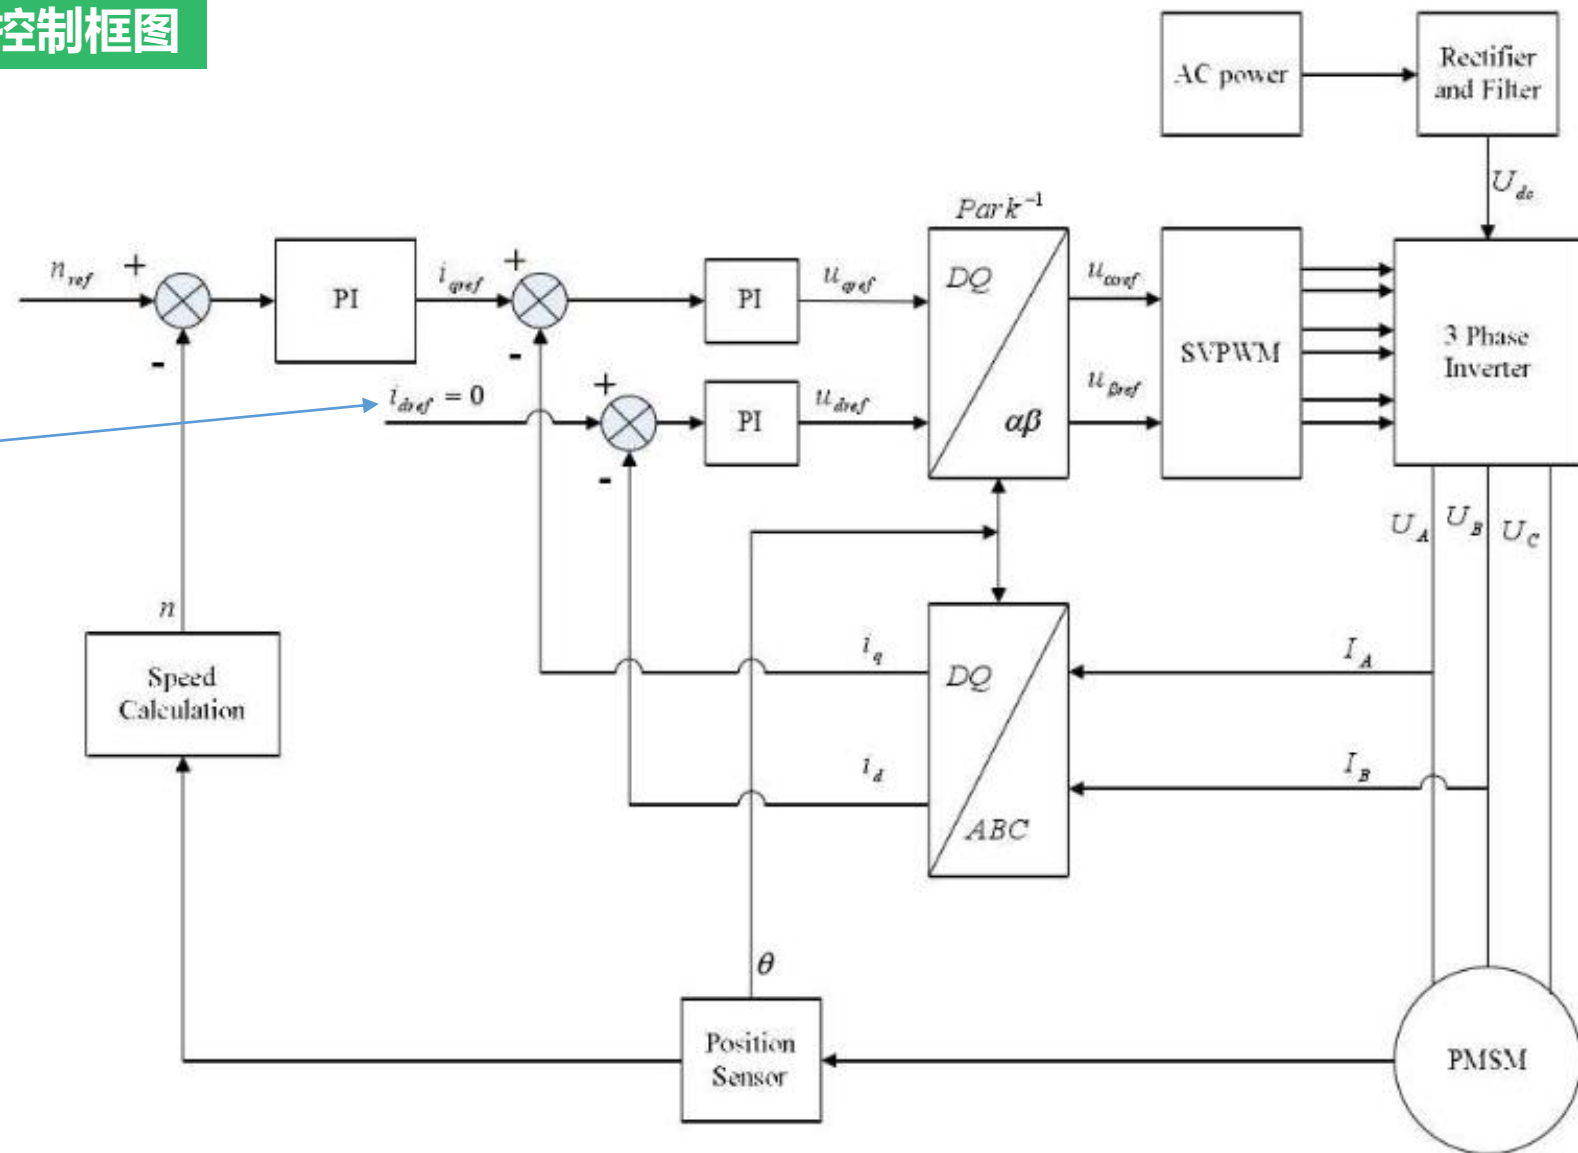 控制框图
AC power
Rectifier
and Filter
U_dc
Park⁻¹
n_ref
+
-
PI
i_qref
+
-
PI
u_qref
DQ
αβ
u_αref
SVPWM
3 Phase
Inverter
i_dref = 0
+
-
PI
u_dref
u_βref
U_A
U_B
U_C
n
Speed
Calculation
i_q
DQ
ABC
I_A
i_d
I_B
θ
Position
Sensor
PMSM